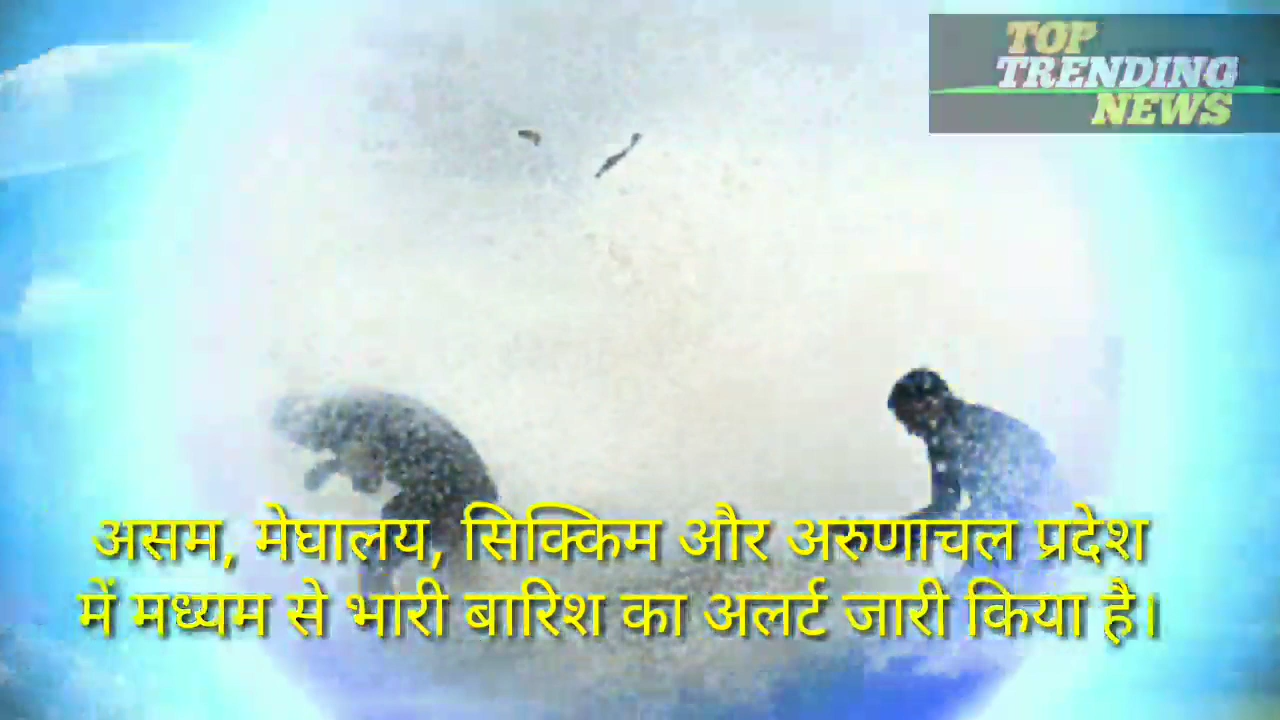 TOP
TRENDING
NEWS
असम, मेघालय, सिक्किम और अरुणाचल प्रदेश
में मध्यम से भारी बारिश का अलर्ट जारी किया है।